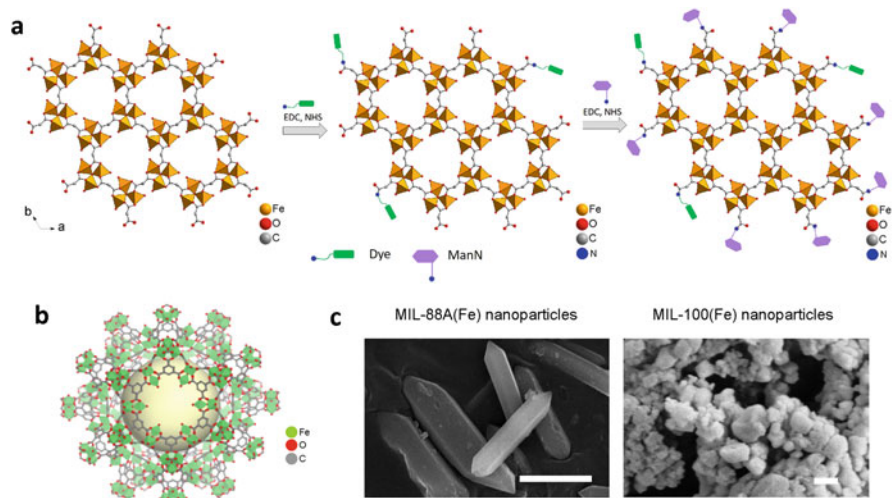 a
EDC, NHS
EDC, NHS
b
a
Fe
O
C
Fe
O
C
N
Fe
O
C
N
Dye
ManN
b
c
MIL-88A(Fe) nanoparticles
MIL-100(Fe) nanoparticles
Fe
O
C